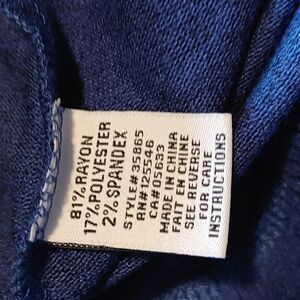 81% RAYON
17% POLYESTER
2% SPANDEX
STYLE#35865
RN#125546
CA#05633
MADE IN CHINA
FAIT EN CHINE
SEE REVERSE
FOR CARE
INSTRUCTIONS